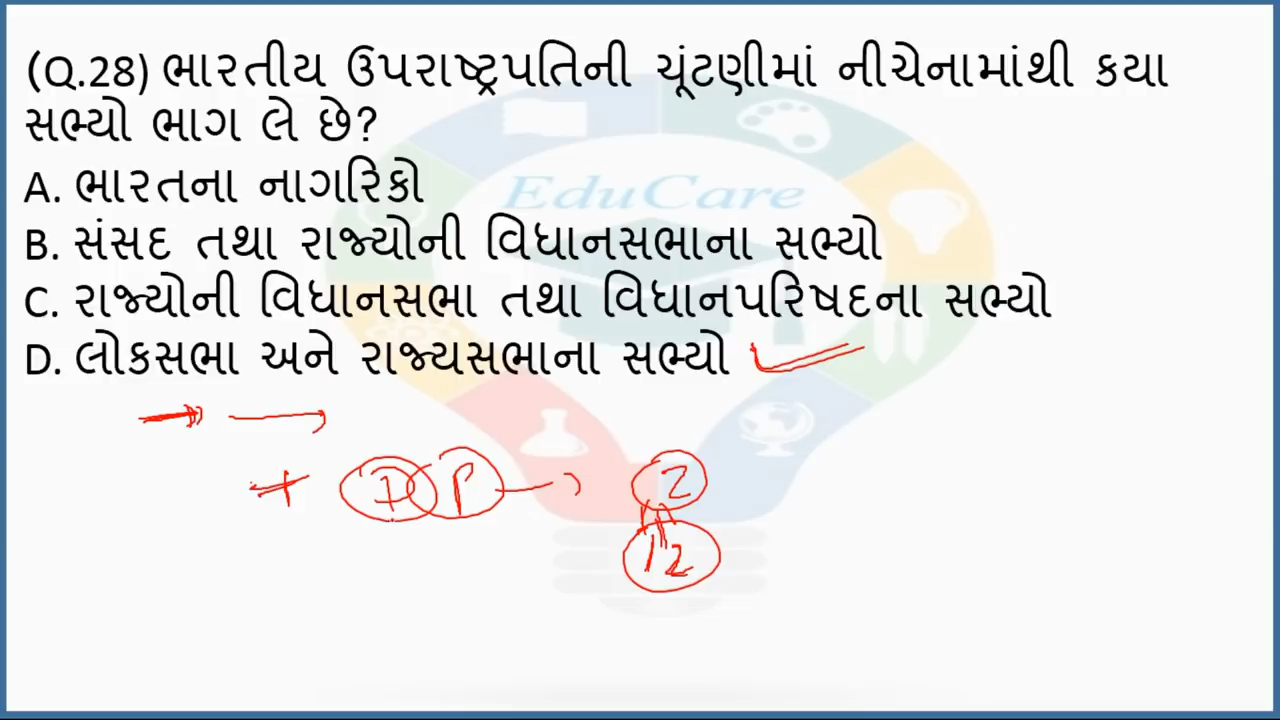 (Q.28) ભારતીય ઉપરાષ્ટ્રપતિની ચૂંટણીમાં નીચેનામાંથી કયા
સભ્યો ભાગ લે છે?
EduCare
A. ભારતના નાગરિકો
B. સંસદ તથા રાજ્યોની વિધાનસભાના સભ્યો
C. રાજ્યોની વિધાનસભા તથા વિધાનપરિષદના સભ્યો
D. લોકસભા અને રાજ્યસભાના સભ્યો
P
2
12